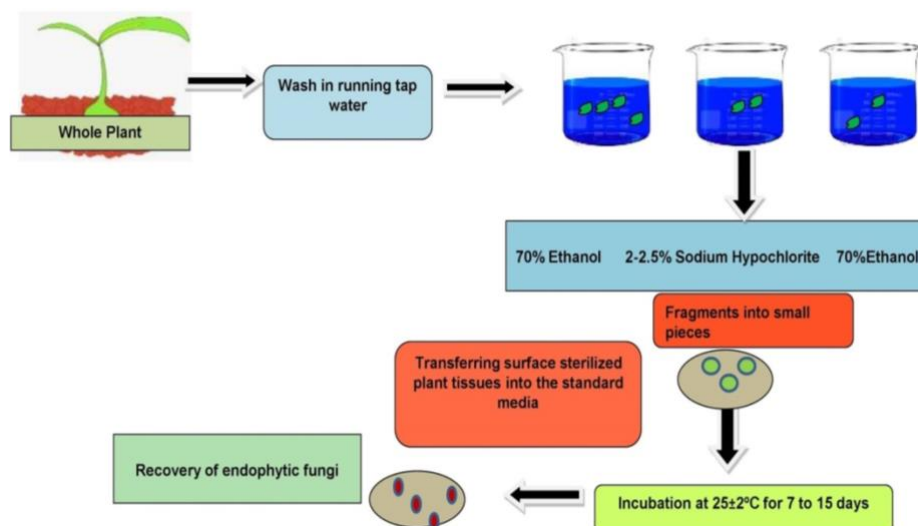 Whole Plant
Wash in running tap
water
70% Ethanol 2-2.5% Sodium Hypochlorite 70%Ethanol
Fragments into small
pieces
Transferring surface sterilized
plant tissues into the standard
media
Incubation at 25±2ºC for 7 to 15 days
Recovery of endophytic fungi